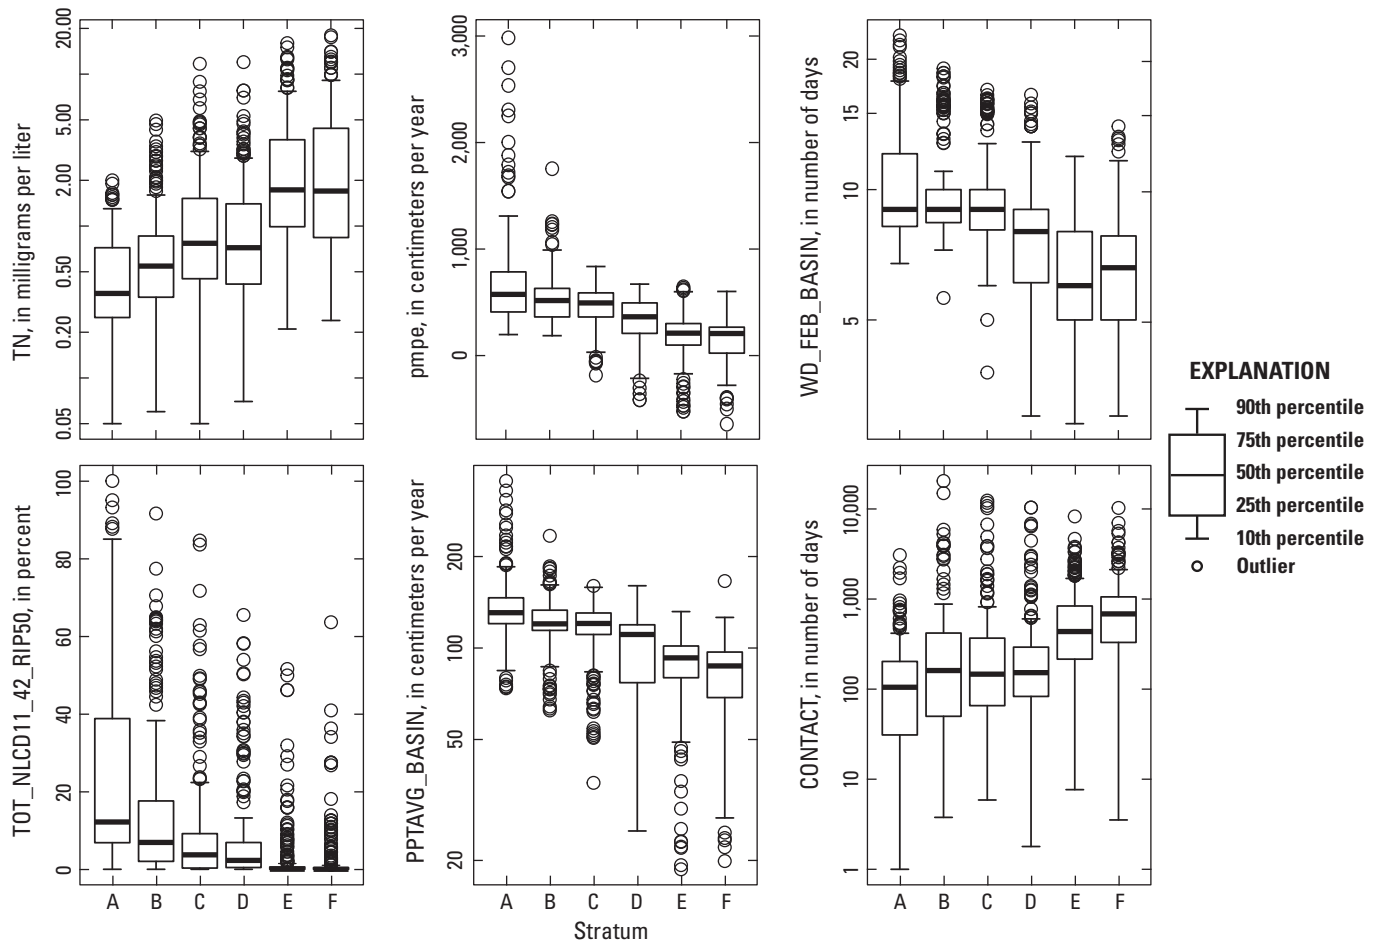 TN, in milligrams per liter
20.00
5.00
2.00
0.50
0.20
0.05
pmpe, in centimeters per year
3,000
2,000
1,000
0
WD_FEB_BASIN, in number of days
20
15
10
5
EXPLANATION
90th percentile
75th percentile
50th percentile
25th percentile
10th percentile
Outlier
TOT_NLCD11_42_RIP50, in percent
100
80
60
40
20
0
A B C D E F
PPTAVG_BASIN, in centimeters per year
200
100
50
20
A B C D E F
CONTACT, in number of days
10,000
1,000
100
10
1
A B C D E F
Stratum